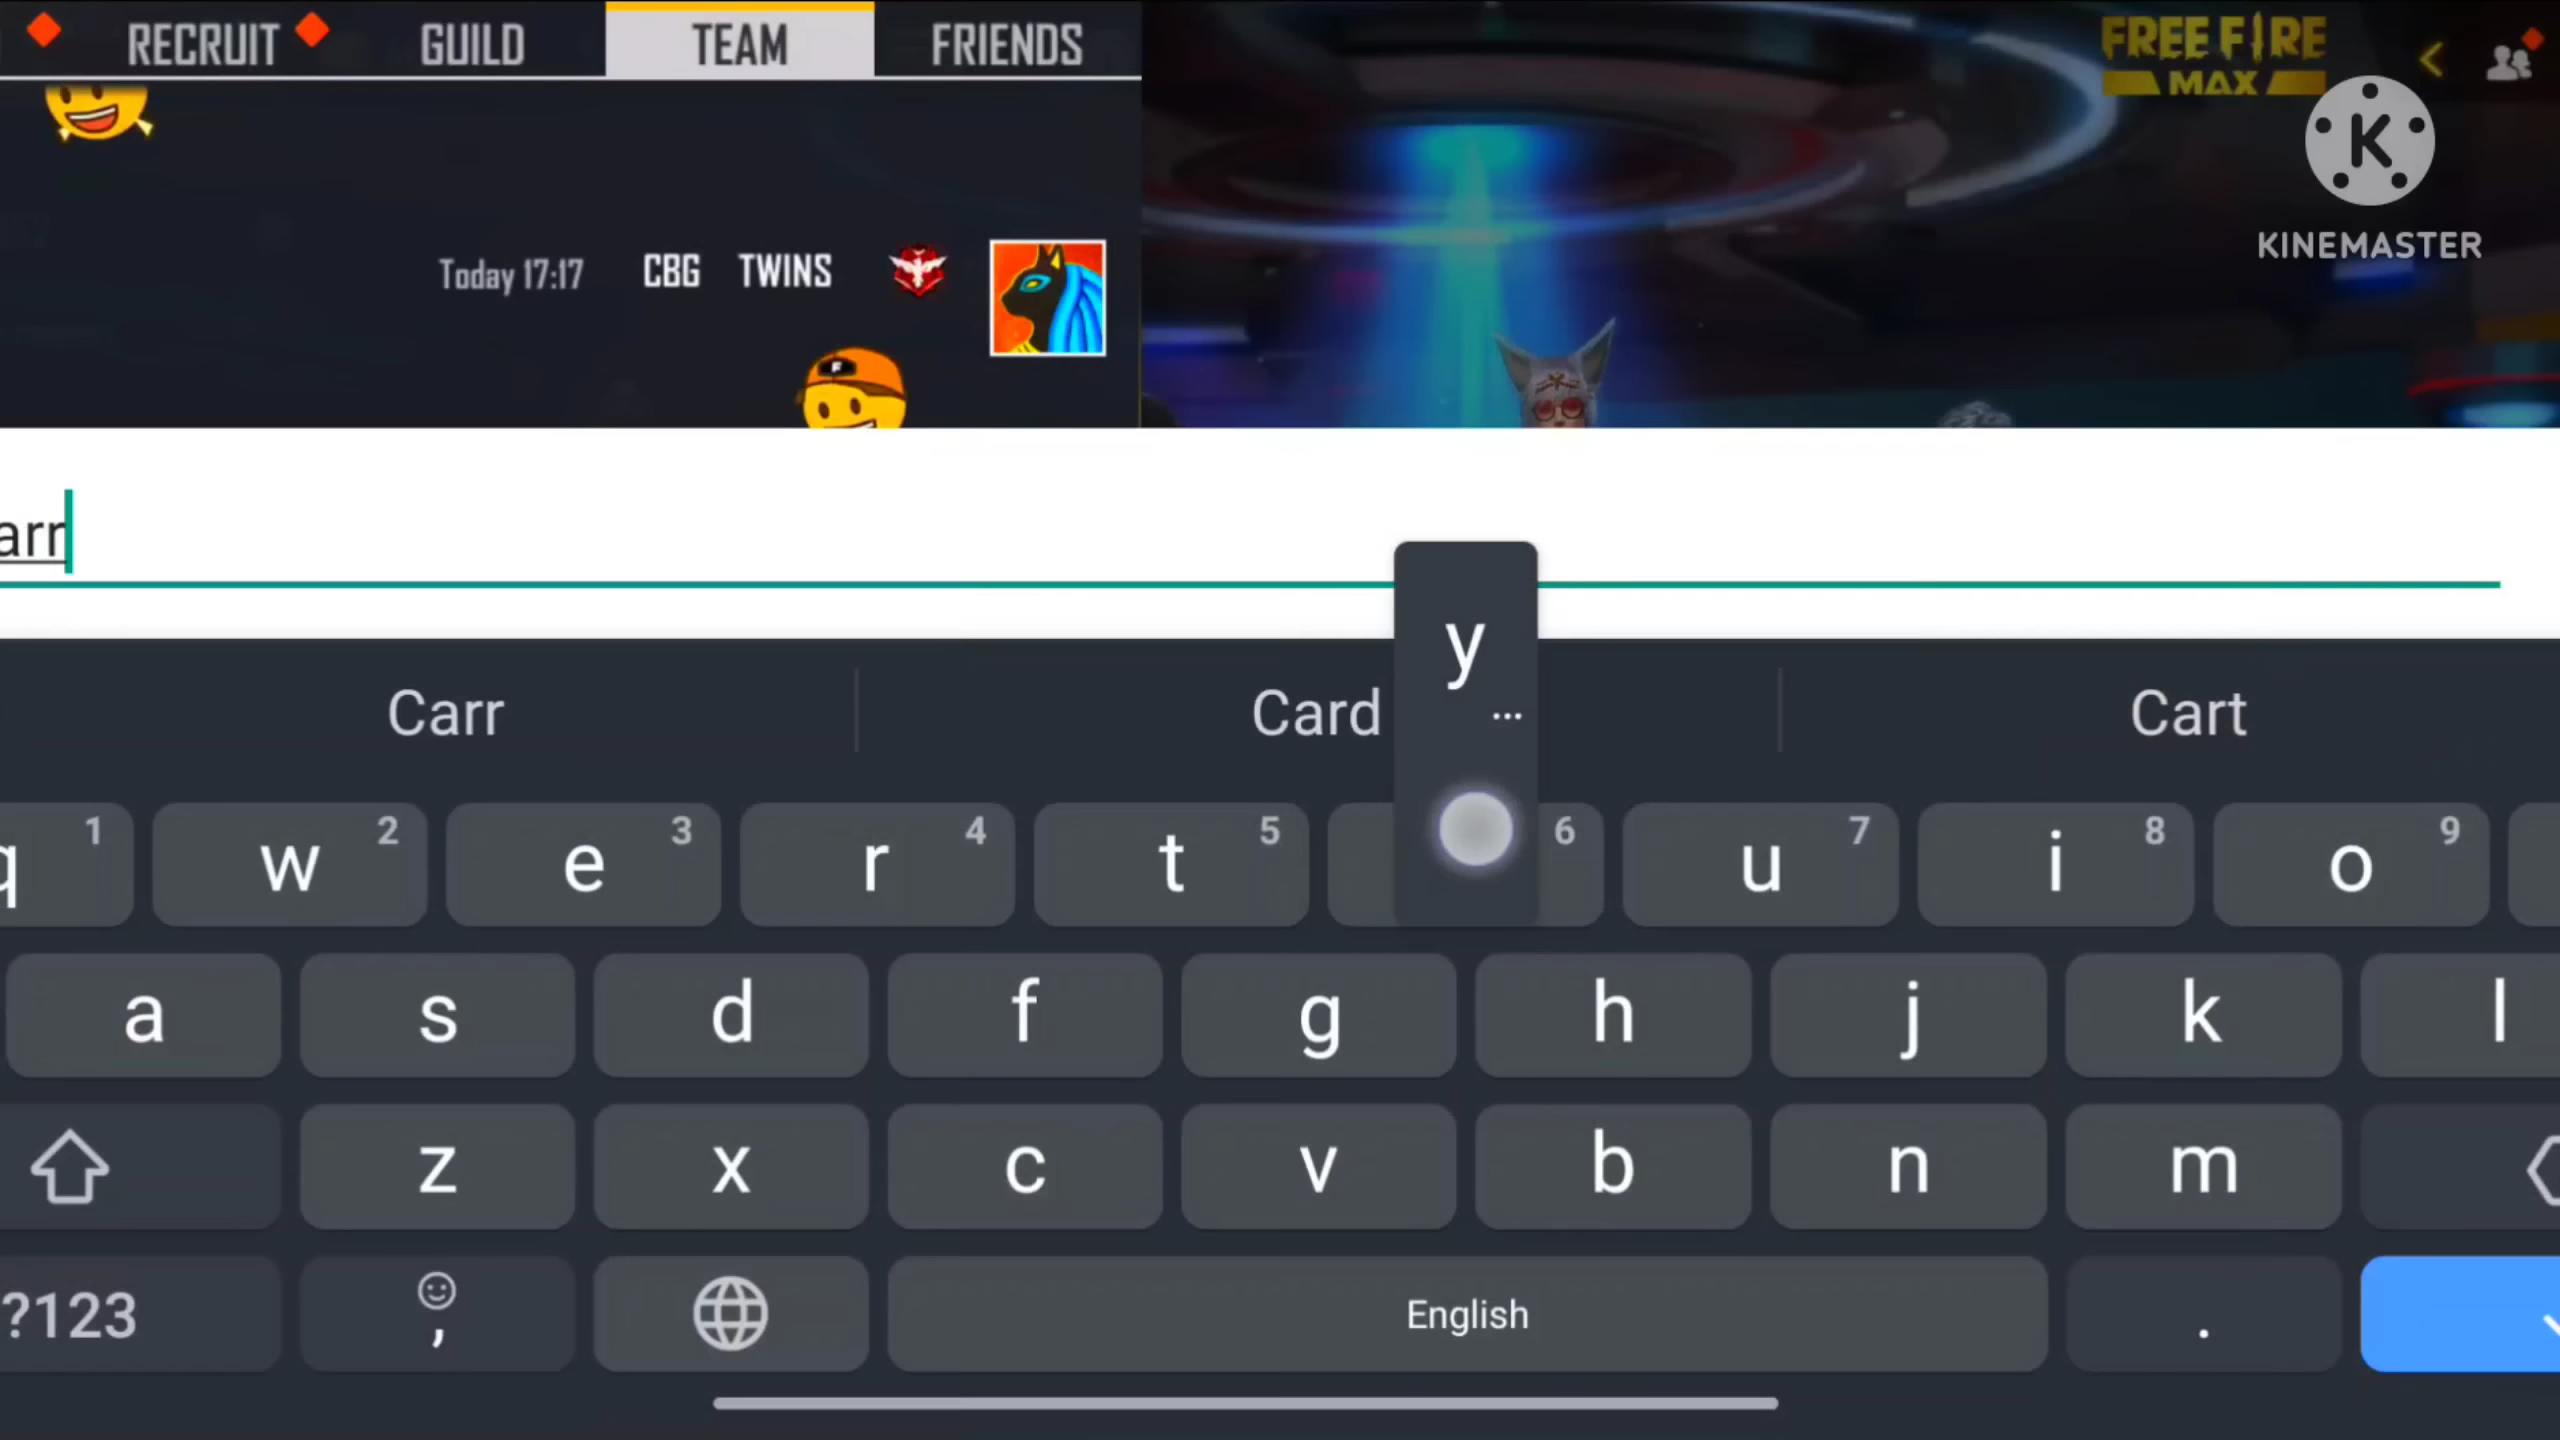 RECRUIT GUILD TEAM FRIENDS
FREE FIRE
MAX
K
KINEMASTER
Today 17:17 CBG TWINS
F
arr
y
...
Carr Card Cart
q 1 w 2 e 3 r 4 t 5 6 u 7 i 8 o 9
a s d f g h j k l
z x c v b n m
?123 , English .